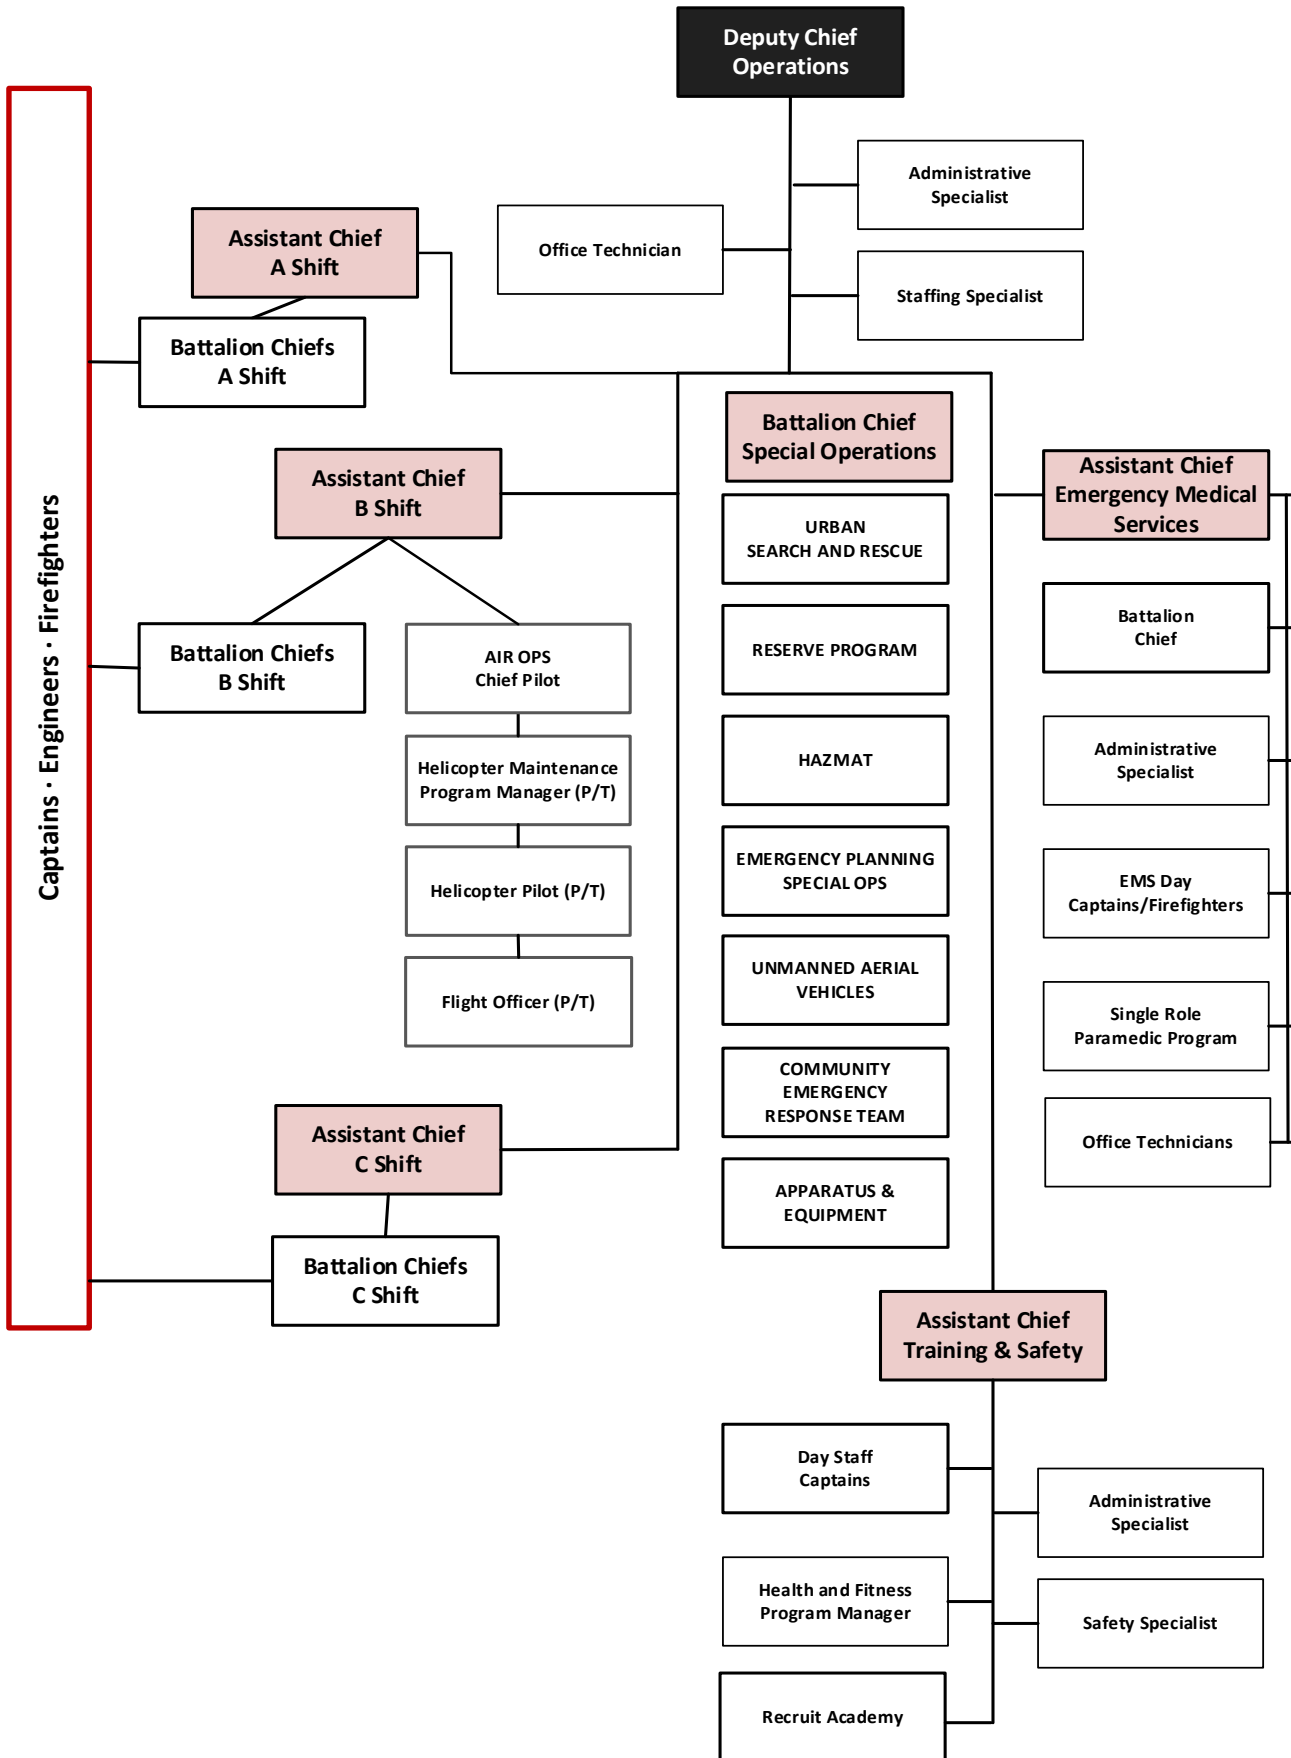 Deputy Chief
Operations
Administrative
Specialist
Office Technician
Staffing Specialist
Captains · Engineers · Firefighters
Assistant Chief
A Shift
Battalion Chiefs
A Shift
Assistant Chief
B Shift
Battalion Chiefs
B Shift
AIR OPS
Chief Pilot
Helicopter Maintenance
Program Manager (P/T)
Helicopter Pilot (P/T)
Flight Officer (P/T)
Assistant Chief
C Shift
Battalion Chiefs
C Shift
Battalion Chief
Special Operations
URBAN
SEARCH AND RESCUE
RESERVE PROGRAM
HAZMAT
EMERGENCY PLANNING
SPECIAL OPS
UNMANNED AERIAL
VEHICLES
COMMUNITY
EMERGENCY
RESPONSE TEAM
APPARATUS &
EQUIPMENT
Assistant Chief
Emergency Medical
Services
Battalion
Chief
Administrative
Specialist
EMS Day
Captains/Firefighters
Single Role
Paramedic Program
Office Technicians
Assistant Chief
Training & Safety
Day Staff
Captains
Administrative
Specialist
Health and Fitness
Program Manager
Safety Specialist
Recruit Academy